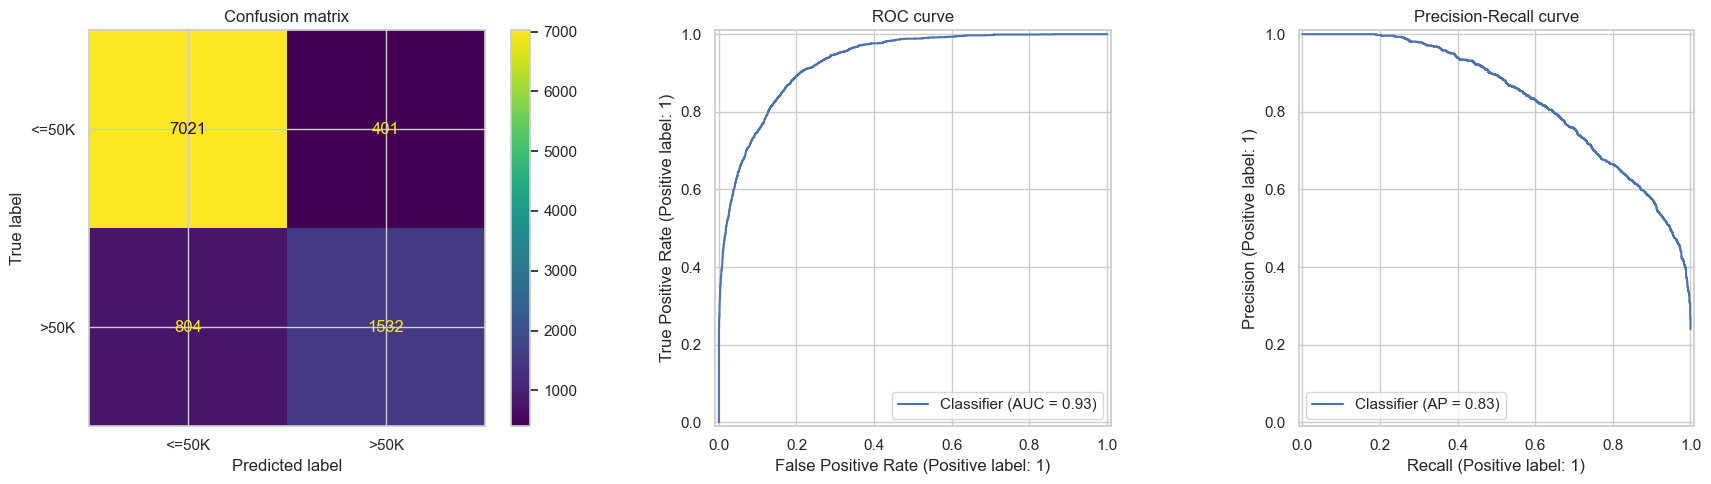 Confusion matrix
True label
<=50K
>50K
7021
401
804
1532
<=50K
>50K
Predicted label
7000
6000
5000
4000
3000
2000
1000
ROC curve
True Positive Rate (Positive label: 1)
1.0
0.8
0.6
0.4
0.2
0.0
Classifier (AUC = 0.93)
0.0 0.2 0.4 0.6 0.8 1.0
False Positive Rate (Positive label: 1)
Precision-Recall curve
Precision (Positive label: 1)
1.0
0.8
0.6
0.4
0.2
0.0
Classifier (AP = 0.83)
0.0 0.2 0.4 0.6 0.8 1.0
Recall (Positive label: 1)